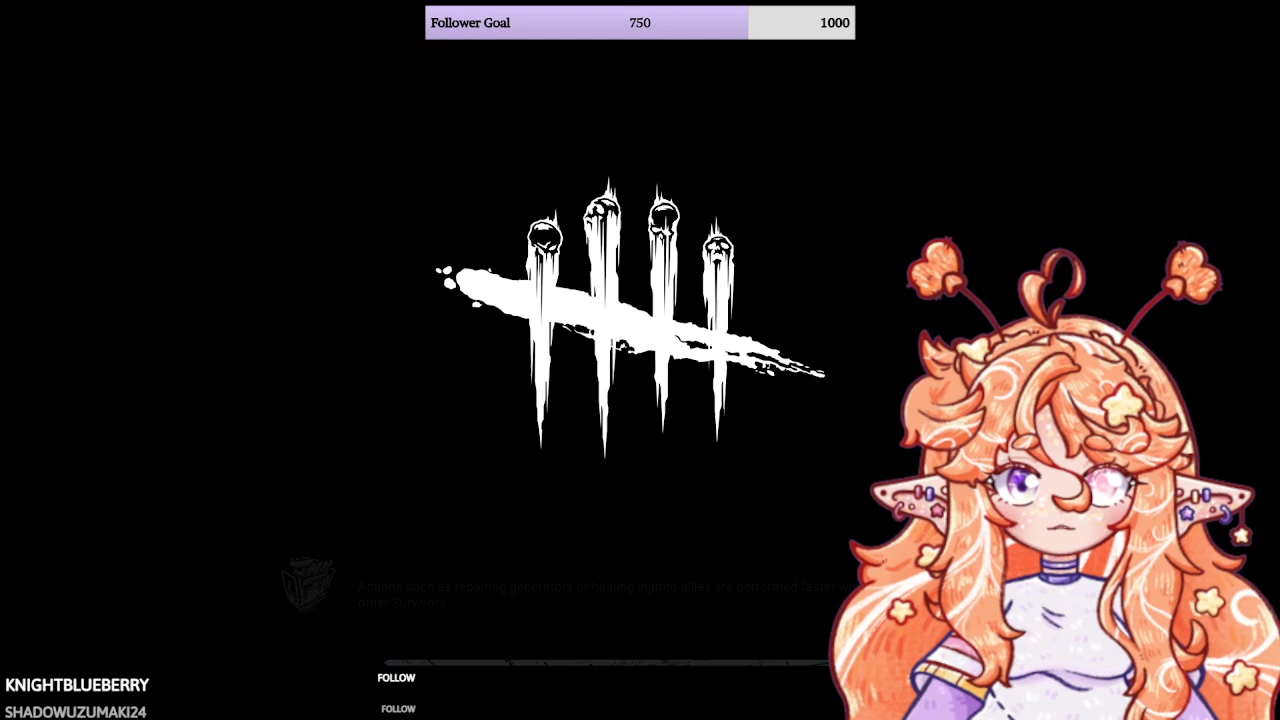 Follower Goal 750 1000
Actions such as repairing generators or healing injured allies are performed faster
other Survivors.
FOLLOW
KNIGHTBLUEBERRY
FOLLOW
SHADOWUZUMAKI24